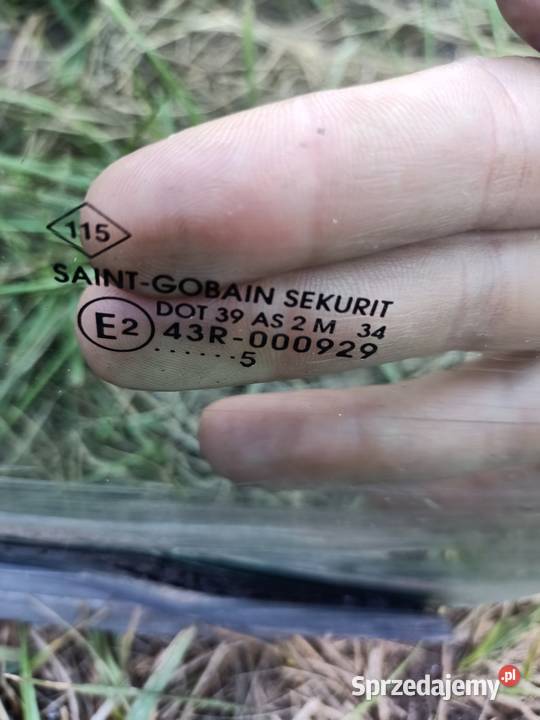 115
SAINT-GOBAIN SEKURIT
DOT 39 AS 2 M 34
E2 43R-000929
......5
Sprzedajemy.pl